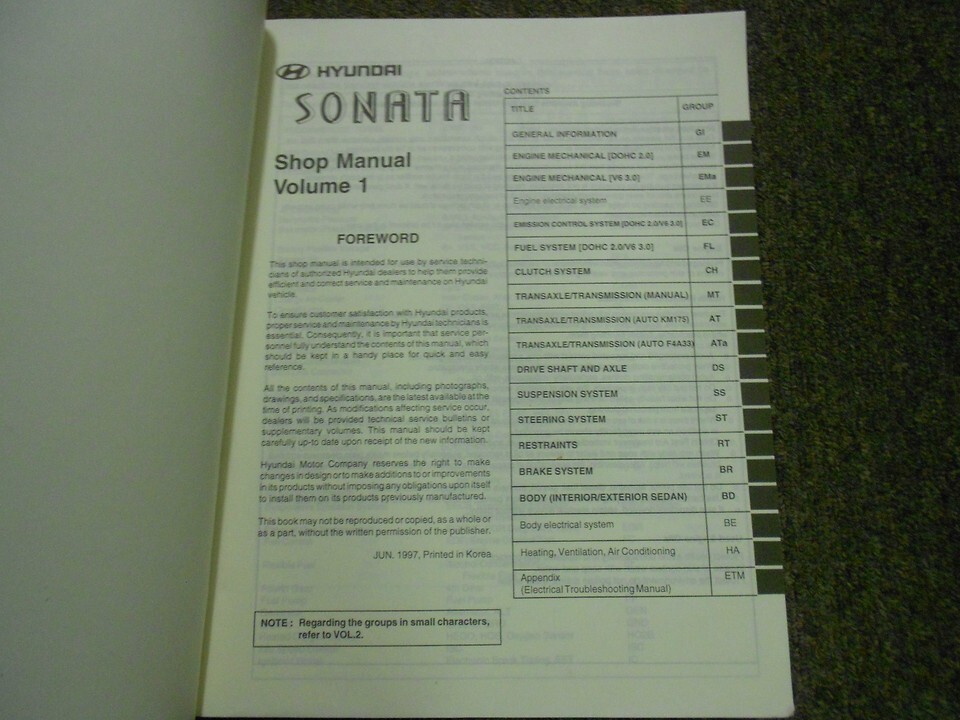 HYUNDAI
SONATA
Shop Manual
Volume 1
FOREWORD
This shop manual is intended for use by service techni-
cians of authorized Hyundai dealers to help them provide
efficient and correct service and maintenance on Hyundai
vehicle.
To ensure customer satisfaction with Hyundai products,
proper service and maintenance by Hyundai technicians is
essential. Consequently, it is important that service per-
sonnel fully understand the contents of this manual, which
should be kept in a handy place for quick and easy
reference.
All the contents of this manual, including photographs,
drawings, and specifications, are the latest available at the
time of printing. As modifications affecting service occur,
dealers will be provided technical service bulletins or
supplementary volumes. This manual should be kept
carefully up-to date upon receipt of the new information.
Hyundai Motor Company reserves the right to make
changes in design or to make additions to or improvements
in its products without imposing any obligations upon itself
to install them on its products previously manufactured.
This book may not be reproduced or copied, as a whole or
as a part, without the written permission of the publisher.
JUN. 1997, Printed in Korea
NOTE : Regarding the groups in small characters,
refer to VOL.2.
CONTENTS
TITLE GROUP
GENERAL INFORMATION GI
ENGINE MECHANICAL [DOHC 2.0] EM
ENGINE MECHANICAL [V6 3.0] EMa
Engine electrical system EE
EMISSION CONTROL SYSTEM [DOHC 2.0/V6 3.0] EC
FUEL SYSTEM [DOHC 2.0/V6 3.0] FL
CLUTCH SYSTEM CH
TRANSAXLE/TRANSMISSION (MANUAL) MT
TRANSAXLE/TRANSMISSION (AUTO KM175) AT
TRANSAXLE/TRANSMISSION (AUTO F4A33) ATa
DRIVE SHAFT AND AXLE DS
SUSPENSION SYSTEM SS
STEERING SYSTEM ST
RESTRAINTS RT
BRAKE SYSTEM BR
BODY (INTERIOR/EXTERIOR SEDAN) BD
Body electrical system BE
Heating, Ventilation, Air Conditioning HA
Appendix ETM
(Electrical Troubleshooting Manual)